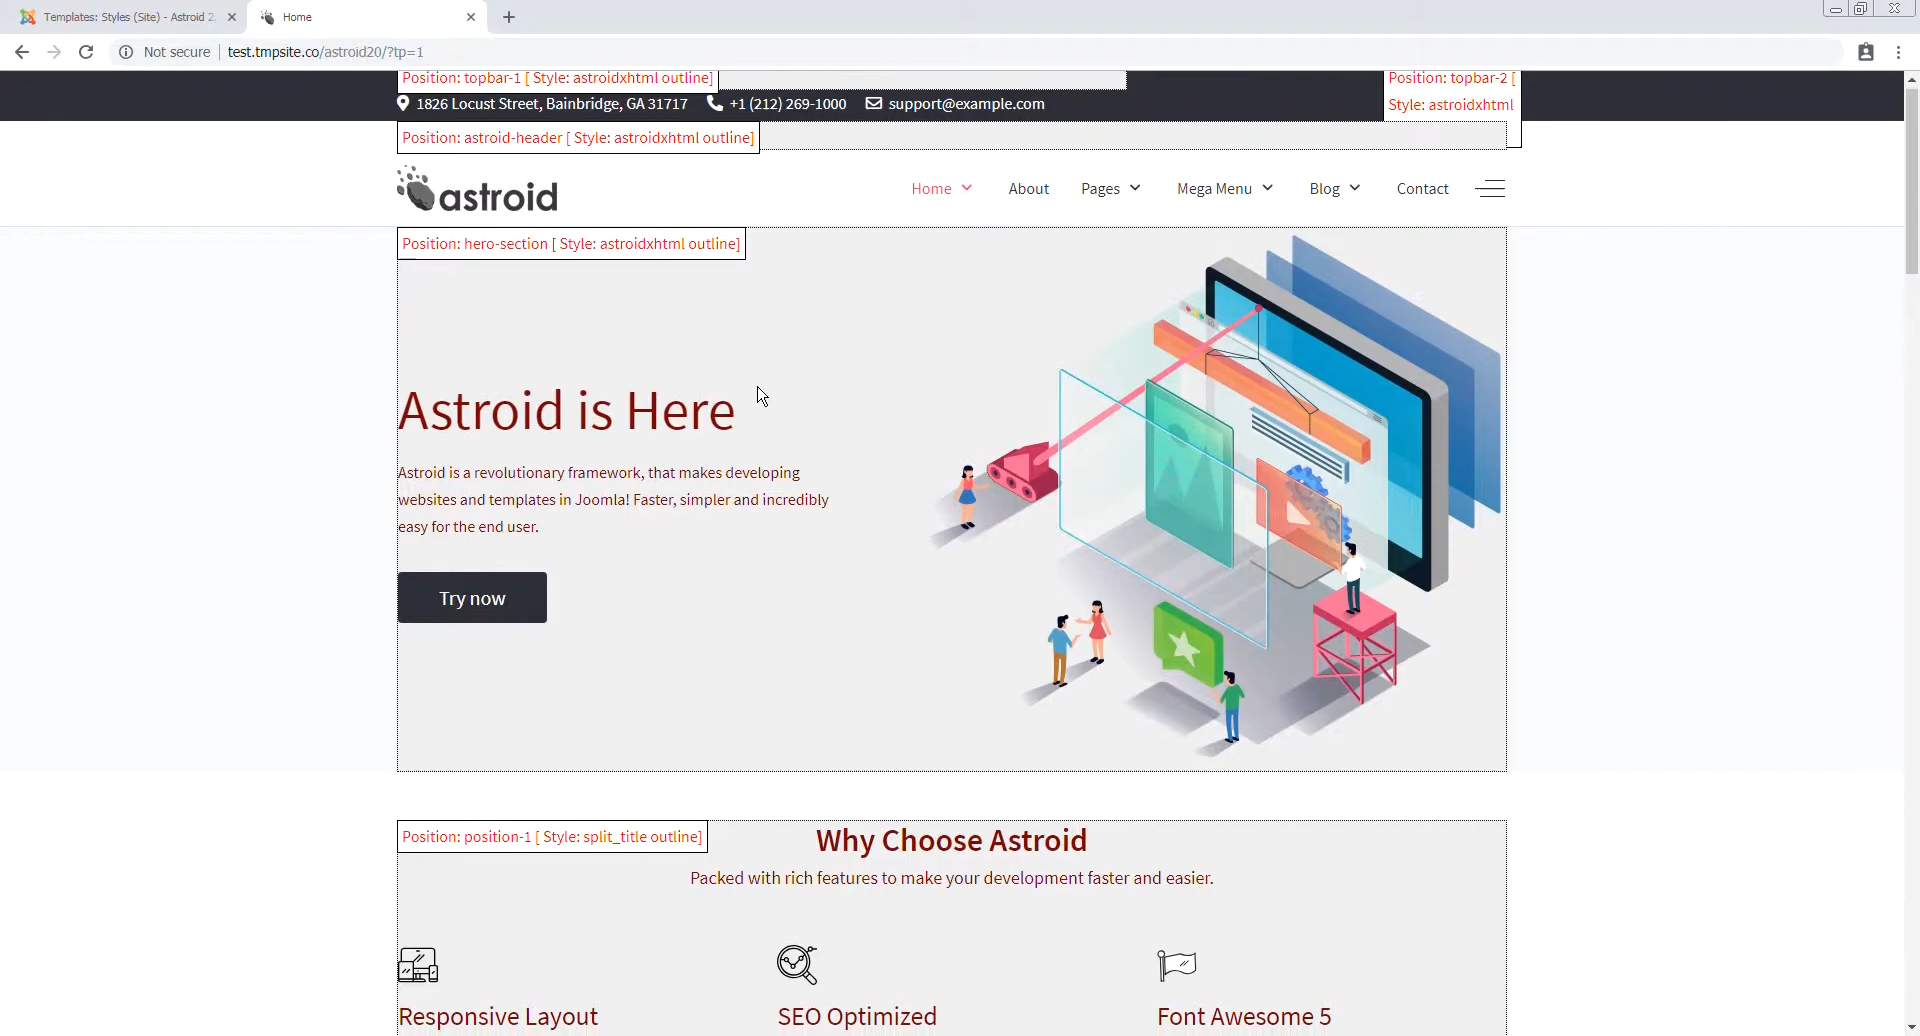 Templates: Styles (Site) - Astroid 2.
Home
Not secure
test.tmpsite.co/astroid20/?tp=1
Position: topbar-1 [ Style: astroidxhtml outline]
Position: topbar-2 [
Style: astroidxhtml
1826 Locust Street, Bainbridge, GA 31717
+1 (212) 269-1000
support@example.com
Position: astroid-header [ Style: astroidxhtml outline]
astroid
Home
About
Pages
Mega Menu
Blog
Contact
Position: hero-section [ Style: astroidxhtml outline]
Astroid is Here
Astroid is a revolutionary framework, that makes developing
websites and templates in Joomla! Faster, simpler and incredibly
easy for the end user.
Try now
Position: position-1 [ Style: split_title outline]
Why Choose Astroid
Packed with rich features to make your development faster and easier.
Responsive Layout
SEO Optimized
Font Awesome 5